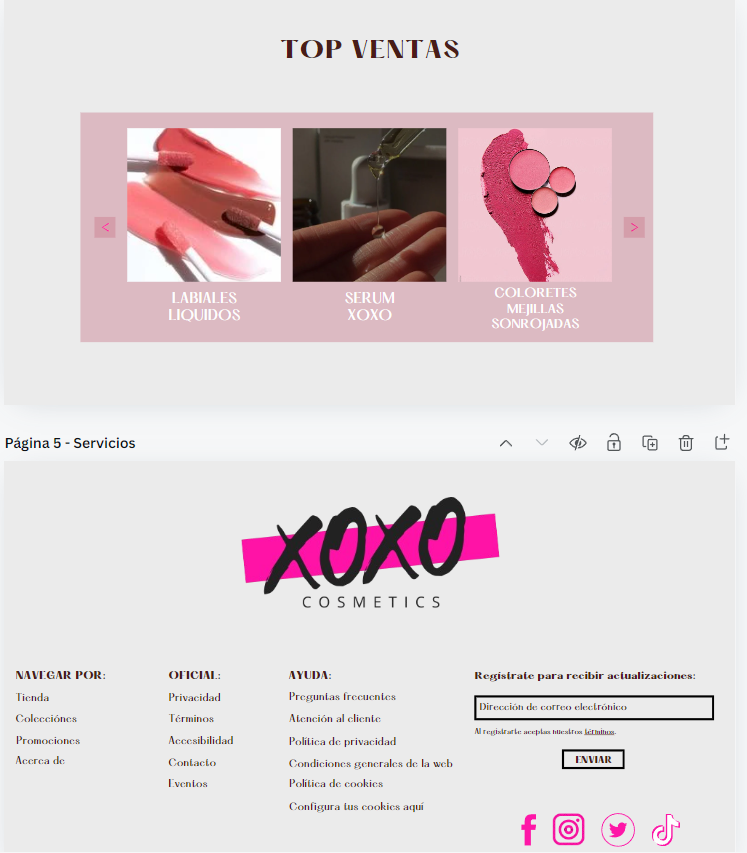 TOP VENTAS
<
>
LABIALES
LIQUIDOS
SERUM
XOXO
COLORETES
MEJILLAS
SONROJADAS
Página 5 - Servicios
XOXO
COSMETICS
NAVEGAR POR:
Tienda
Colecciónes
Promociones
Acerca de
OFICIAL:
Privacidad
Términos
Accesibilidad
Contacto
Eventos
AYUDA:
Preguntas frecuentes
Atención al cliente
Política de privacidad
Condiciones generales de la web
Política de cookies
Configura tus cookies aquí
Regístrate para recibir actualizaciones:
Dirección de correo electrónico
Al registrarte aceptas nuestros términos.
ENVIAR